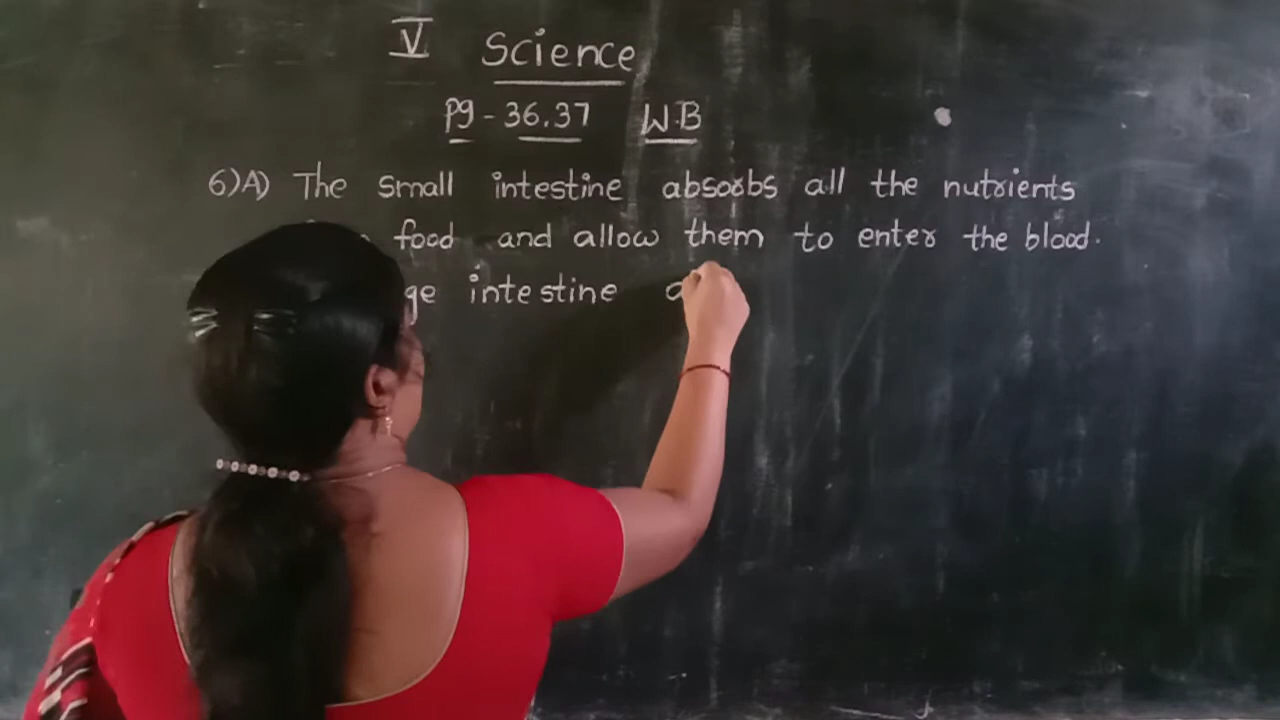 V Science
Pg - 36.37 W.B
6)A) The small intestine absorbs all the nutrients
food and allow them to enter the blood.
intestine